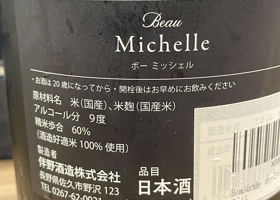 Beau
Michelle
ボー ミッシェル
・お酒は20歳になってから・開栓後はお早めにお飲みください
原材料 米(国産)、米麹(国産米)
アルコール分 9度
精米歩合 60%
(酒造好適米100%使用)
製造者
伴野酒造株式会社
長野県佐久市野沢123
TEL 0267-62-0021
品目
日本酒